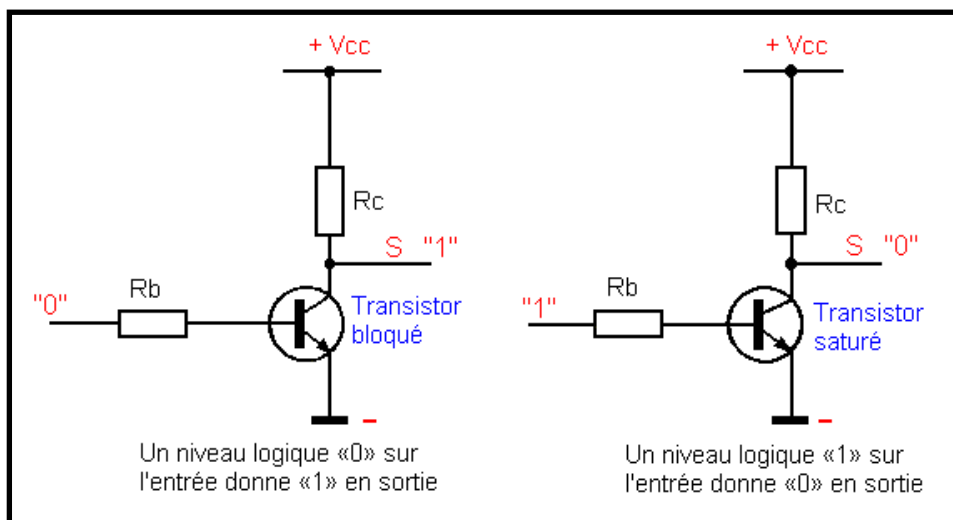 + Vcc
Rc
S "1"
"0"
Rb
Transistor
bloqué
-
Un niveau logique «0» sur
l'entrée donne «1» en sortie
+ Vcc
Rc
S "0"
"1"
Rb
Transistor
saturé
-
Un niveau logique «1» sur
l'entrée donne «0» en sortie